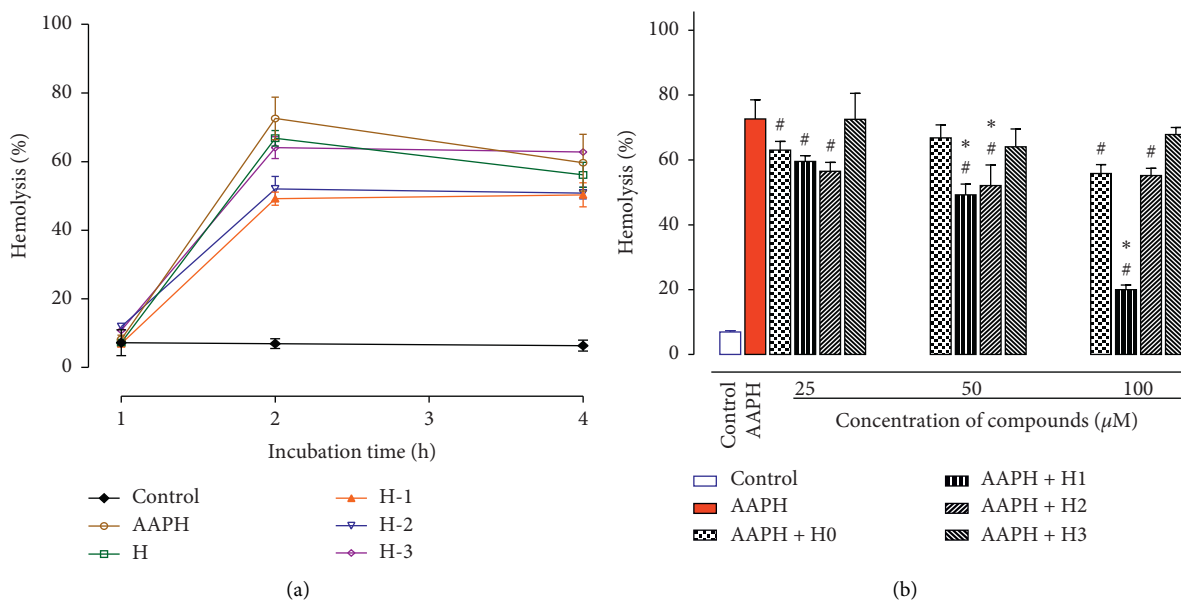 100
80
60
40
20
0
Hemolysis (%)
1
2
3
4
Incubation time (h)
Control
AAPH
H
H-1
H-2
H-3
(a)
100
80
60
40
20
0
Hemolysis (%)
#
#
#
*
#
*
#
#
*
#
#
Control
AAPH
25
50
100
Concentration of compounds (μM)
Control
AAPH
AAPH + H0
AAPH + H1
AAPH + H2
AAPH + H3
(b)